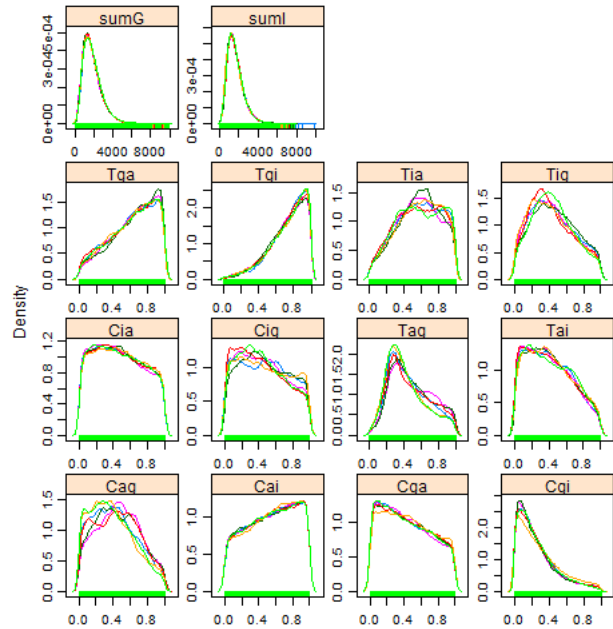 sumG sumI
0e+00 3e-04 5e-04 0e+00 3e-04
0 4000 8000 0 4000 8000
Tga Tgi Tia Tig
0.0 0.5 1.0 1.5 0.0 1.0 2.0 0.0 0.5 1.0 1.5 0.0 0.5 1.0 1.5
0.0 0.4 0.8 0.0 0.4 0.8 0.0 0.4 0.8 0.0 0.4 0.8
Density
Cia Cig Tag Tai
0.0 0.4 0.8 1.2 0.0 0.4 0.8 1.2 0.0 0.5 1.0 1.5 2.0 0.0 0.5 1.0
0.0 0.4 0.8 0.0 0.4 0.8 0.0 0.4 0.8 0.0 0.4 0.8
Cag Cai Cga Cgi
0.0 0.5 1.0 1.5 0.0 0.5 1.0 0.0 0.5 1.0 0.0 1.0 2.0
0.0 0.4 0.8 0.0 0.4 0.8 0.0 0.4 0.8 0.0 0.4 0.8